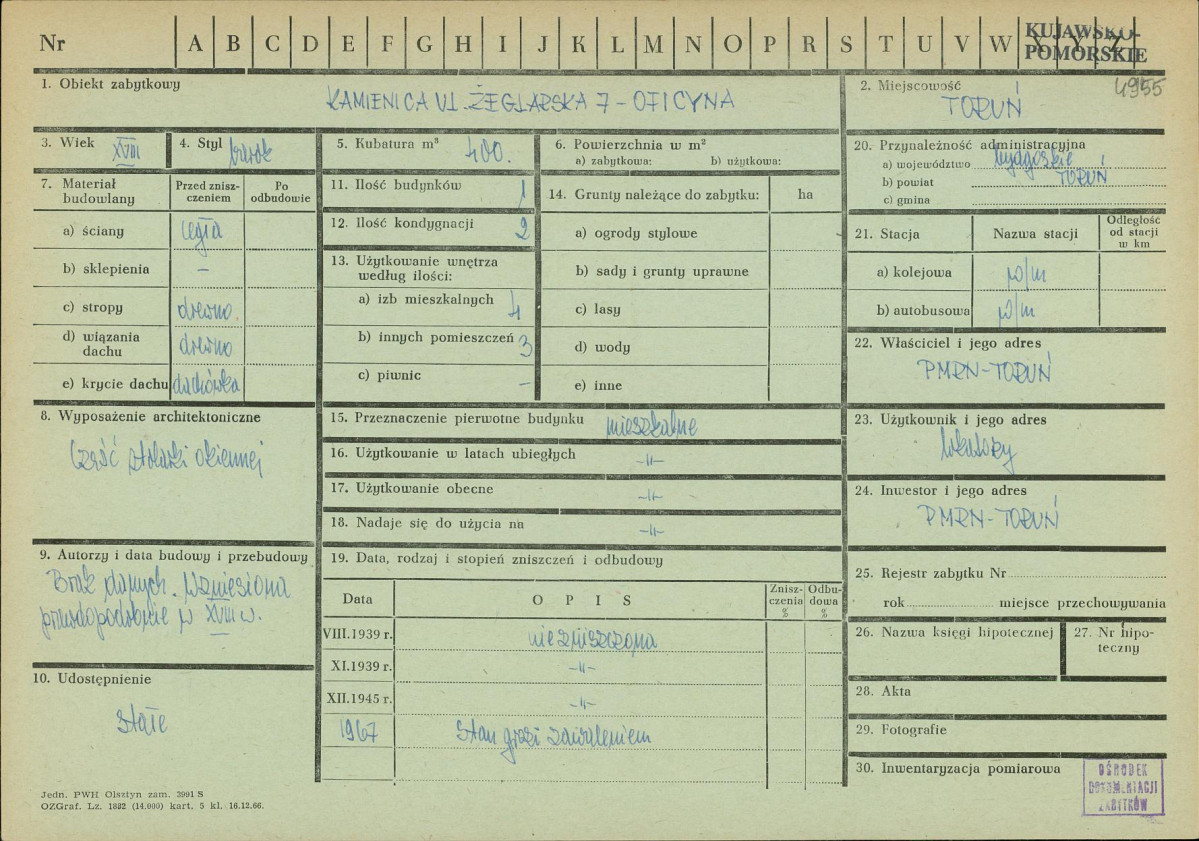 Nr A B C D E F G H I J K L M N O P R S T U V W X Y Z
KUJAWSKO-
POMORSKIE
4955
1. Obiekt zabytkowy
KAMIENICA UL. ŻEGLARSKA 7 - OFICYNA
2. Miejscowość
TORUŃ
3. Wiek XVIII
4. Styl barok
5. Kubatura m³ 400.
6. Powierzchnia w m²
a) zabytkowa: b) użytkowa:
7. Materiał budowlany
Przed zniszczeniem
Po odbudowie
a) ściany cegła
b) sklepienia –
c) stropy drewno.
d) wiązania dachu drewno
e) krycie dachu dachówka
8. Wyposażenie architektoniczne
Część stolarki okiennej
9. Autorzy i data budowy i przebudowy
Brak danych. Wzniesiona
prawdopodobnie w XVIII w.
10. Udostępnienie
Stałe
11. Ilość budynków 1
12. Ilość kondygnacji 2
13. Użytkowanie wnętrza
według ilości:
a) izb mieszkalnych 4
b) innych pomieszczeń 3
c) piwnic –
14. Grunty należące do zabytku: ha
a) ogrody stylowe -
b) sady i grunty uprawne
c) lasy
d) wody
e) inne
15. Przeznaczenie pierwotne budynku mieszkalne
16. Użytkowanie w latach ubiegłych -„-
17. Użytkowanie obecne -„-
18. Nadaje się do użycia na -„-
19. Data, rodzaj i stopień zniszczeń i odbudowy
Data O P I S Zniszczenia % Odbudowa %
VIII.1939 r. niezniszczona
XI.1939 r. -„-
XII.1945 r. -„-
1967 Stan grozi zawaleniem
20. Przynależność administracyjna
a) województwo bydgoskie
b) powiat TORUŃ
c) gmina
21. Stacja Nazwa stacji Odległość od stacji w km
a) kolejowa w/m
b) autobusowa w/m
22. Właściciel i jego adres
PMRN-TORUŃ
23. Użytkownik i jego adres
lokatorzy
24. Inwestor i jego adres
PMRN-TORUŃ
25. Rejestr zabytku Nr
rok miejsce przechowywania
26. Nazwa księgi hipotecznej
27. Nr hipoteczny
28. Akta
29. Fotografie
30. Inwentaryzacja pomiarowa
OŚRODEK
DOKUMENTACJI
ZABYTKÓW
Jedn. PWH Olsztyn zam. 3991 S
OZGraf. Lz. 1882 (14.000) kart. 5 kl. 16.12.66.